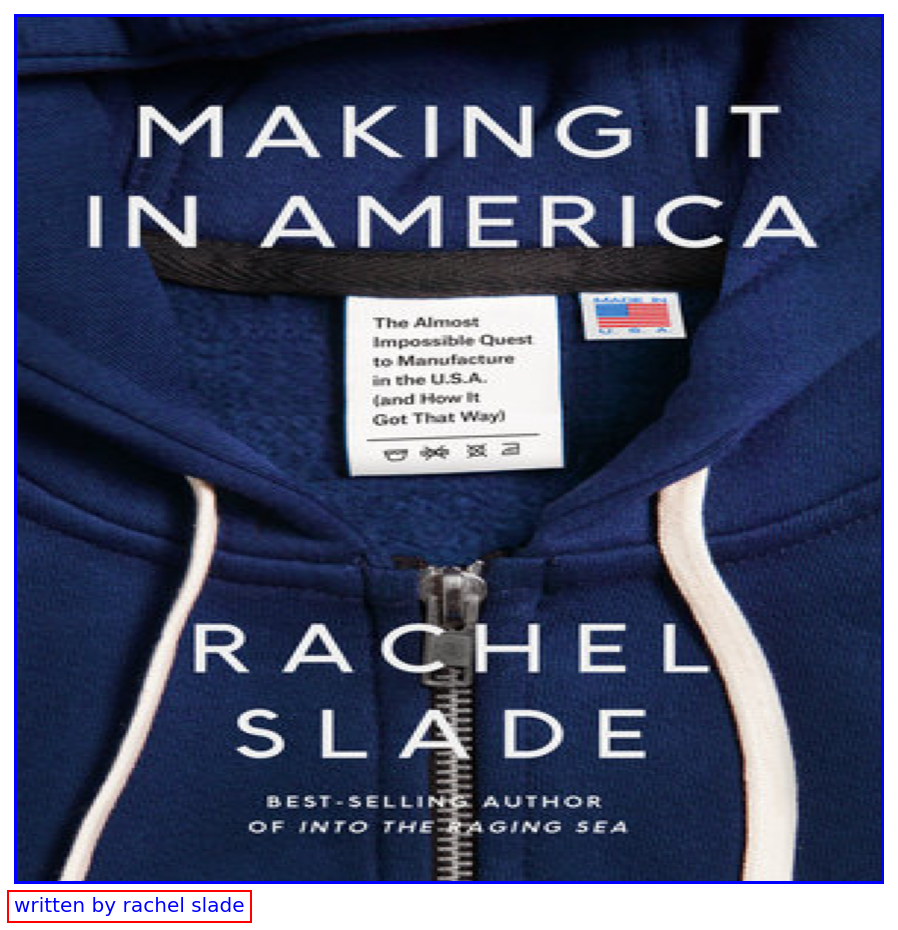 MAKING IT
IN AMERICA
The Almost
Impossible Quest
to Manufacture
in the U.S.A.
(and How It
Got That Way)
MADE IN
U. S. A.
RACHEL
SLADE
BEST-SELLING AUTHOR
OF INTO THE RAGING SEA
written by rachel slade